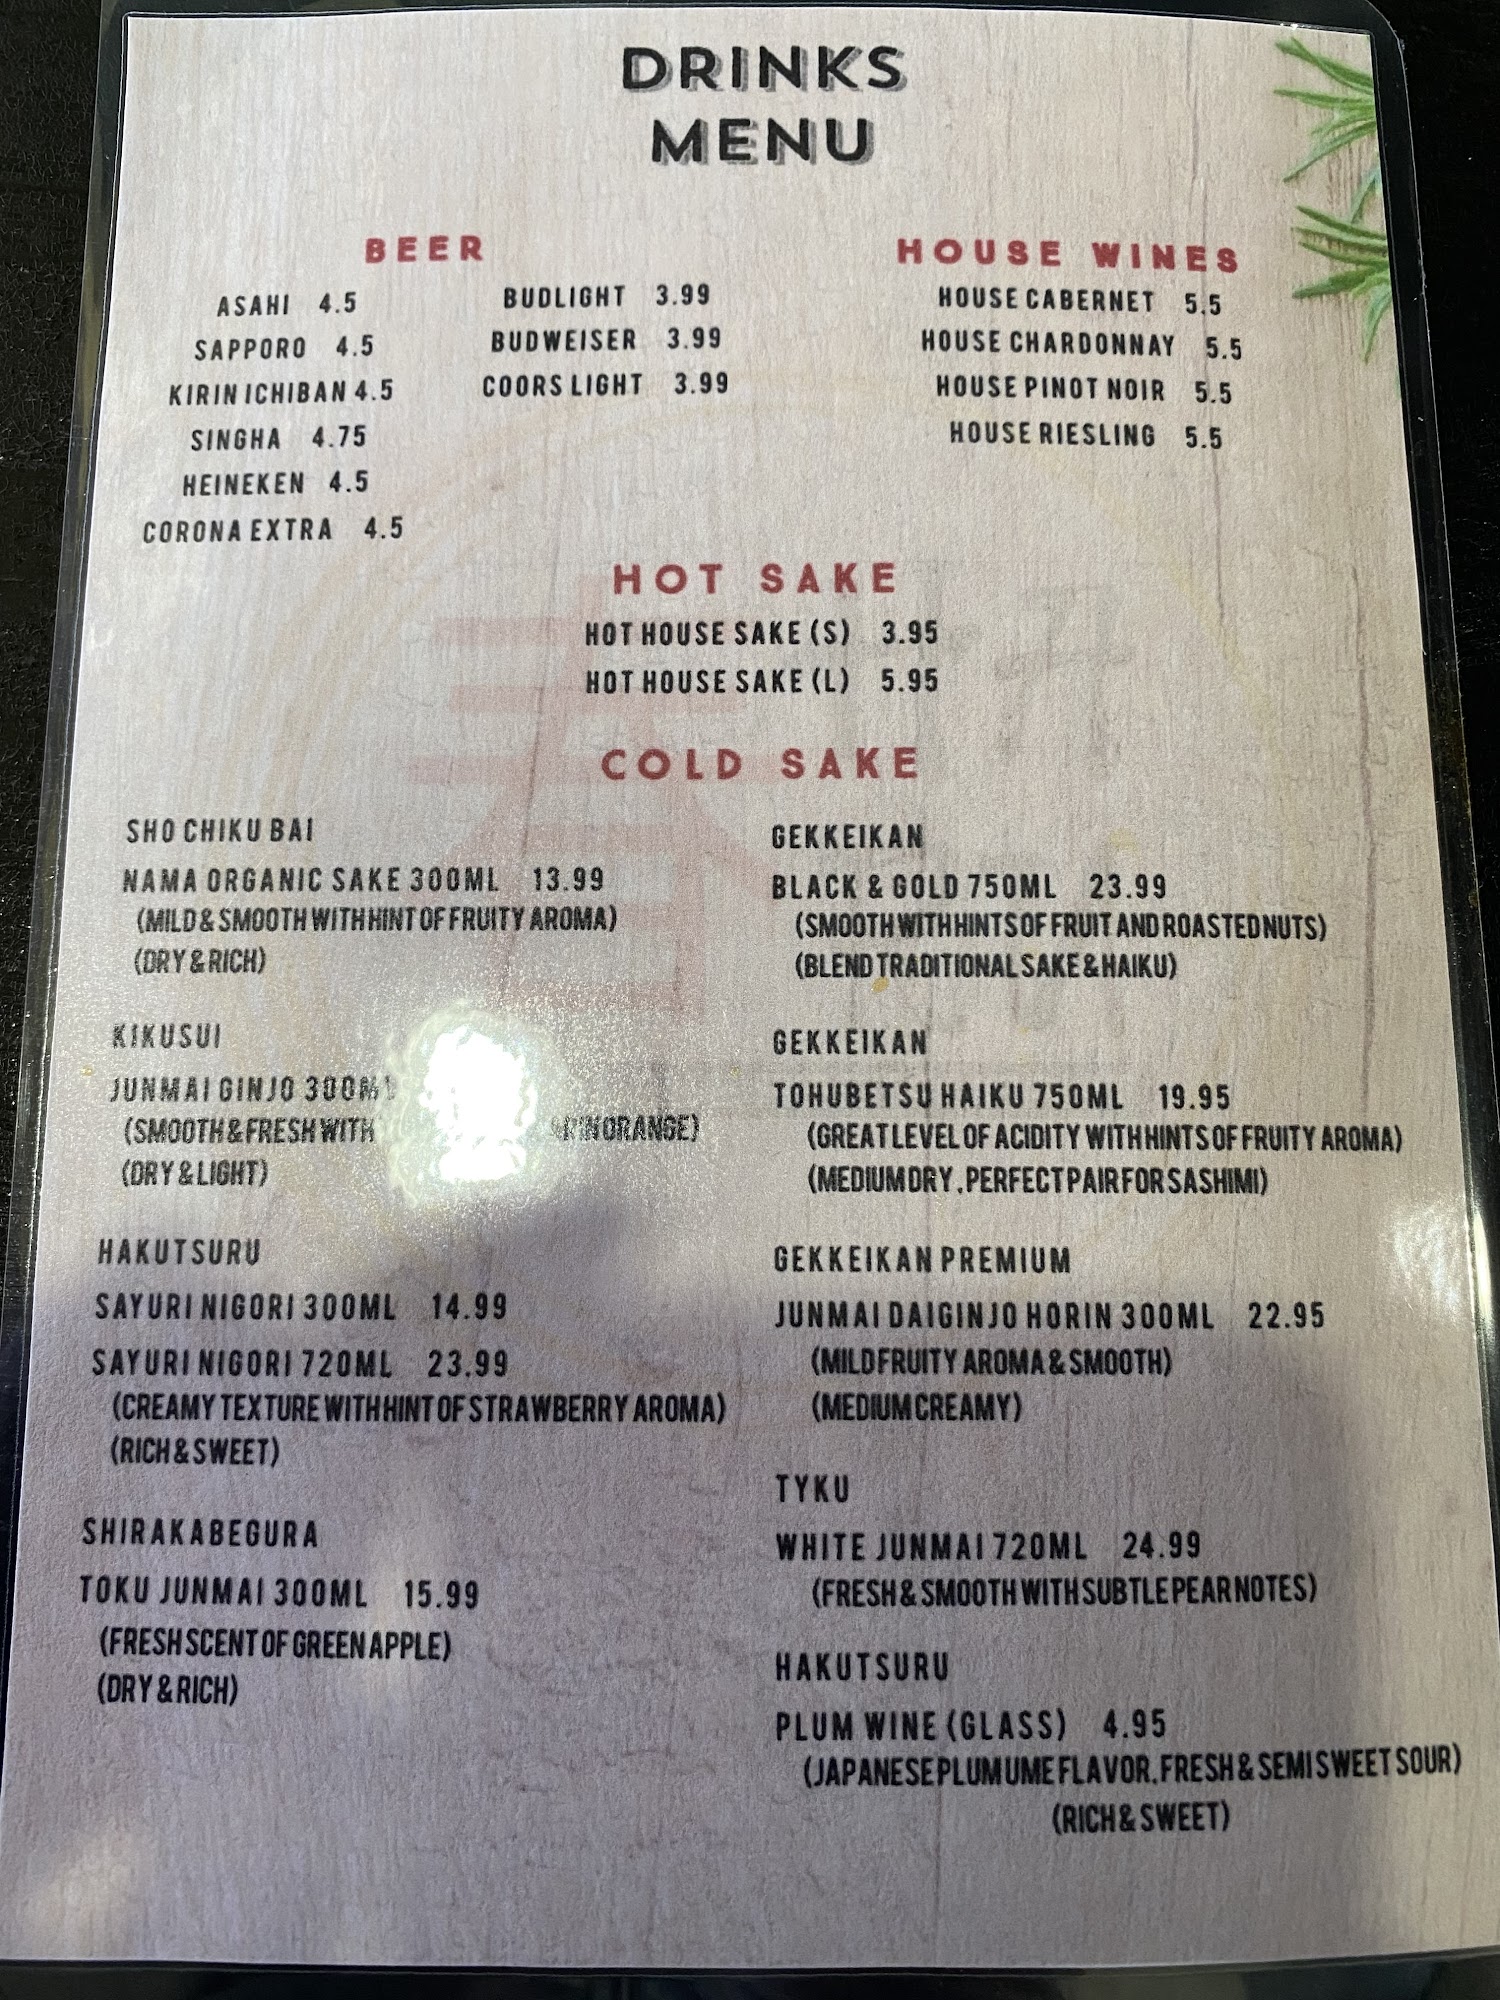 DRINKS
MENU
BEER
ASAHI 4.5
SAPPORO 4.5
KIRIN ICHIBAN 4.5
SINGHA 4.75
HEINEKEN 4.5
CORONA EXTRA 4.5
BUDLIGHT 3.99
BUDWEISER 3.99
COORS LIGHT 3.99
HOUSE WINES
HOUSE CABERNET 5.5
HOUSE CHARDONNAY 5.5
HOUSE PINOT NOIR 5.5
HOUSE RIESLING 5.5
HOT SAKE
HOT HOUSE SAKE (S) 3.95
HOT HOUSE SAKE (L) 5.95
COLD SAKE
SHO CHIKU BAI
NAMA ORGANIC SAKE 300ML 13.99
(MILD & SMOOTH WITH HINT OF FRUITY AROMA)
(DRY & RICH)
KIKUSUI
JUNMAI GINJO 300ML
(SMOOTH & FRESH WITH ORANGE)
(DRY & LIGHT)
HAKUTSURU
SAYURI NIGORI 300ML 14.99
SAYURI NIGORI 720ML 23.99
(CREAMY TEXTURE WITH HINT OF STRAWBERRY AROMA)
(RICH & SWEET)
SHIRAKABEGURA
TOKU JUNMAI 300ML 15.99
(FRESH SCENT OF GREEN APPLE)
(DRY & RICH)
GEKKEIKAN
BLACK & GOLD 750ML 23.99
(SMOOTH WITH HINTS OF FRUIT AND ROASTED NUTS)
(BLEND TRADITIONAL SAKE & HAIKU)
GEKKEIKAN
TOHUBETSU HAIKU 750ML 19.95
(GREAT LEVEL OF ACIDITY WITH HINTS OF FRUITY AROMA)
(MEDIUM DRY, PERFECT PAIR FOR SASHIMI)
GEKKEIKAN PREMIUM
JUNMAI DAIGINJO HORIN 300ML 22.95
(MILD FRUITY AROMA & SMOOTH)
(MEDIUM CREAMY)
TYKU
WHITE JUNMAI 720ML 24.99
(FRESH & SMOOTH WITH SUBTLE PEAR NOTES)
HAKUTSURU
PLUM WINE (GLASS) 4.95
(JAPANESE PLUM UME FLAVOR, FRESH & SEMI SWEET SOUR)
(RICH & SWEET)